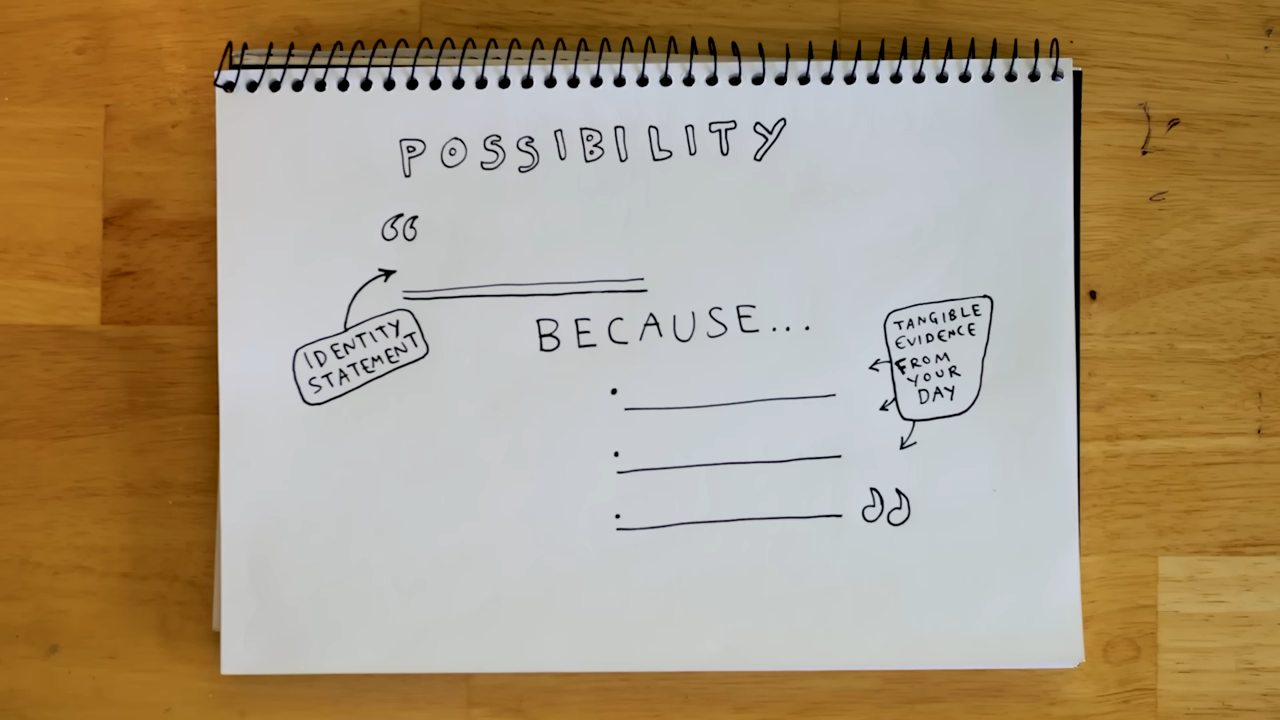 POSSIBILITY
“
IDENTITY
STATEMENT
BECAUSE...
TANGIBLE
EVIDENCE
FROM
YOUR
DAY
•
•
•
”